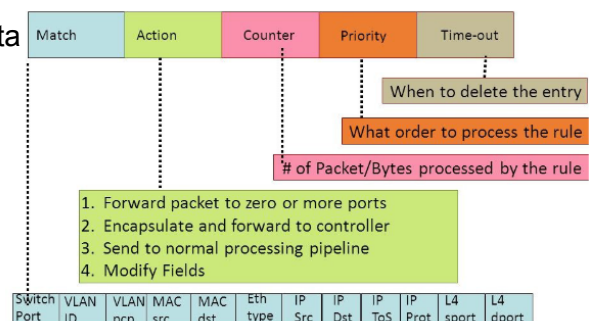 ta
Match Action Counter Priority Time-out
When to delete the entry
What order to process the rule
# of Packet/Bytes processed by the rule
1. Forward packet to zero or more ports
2. Encapsulate and forward to controller
3. Send to normal processing pipeline
4. Modify Fields
Switch VLAN VLAN MAC MAC Eth IP IP IP IP L4 L4
Port ID pcp src dst type Src Dst ToS Prot sport dport